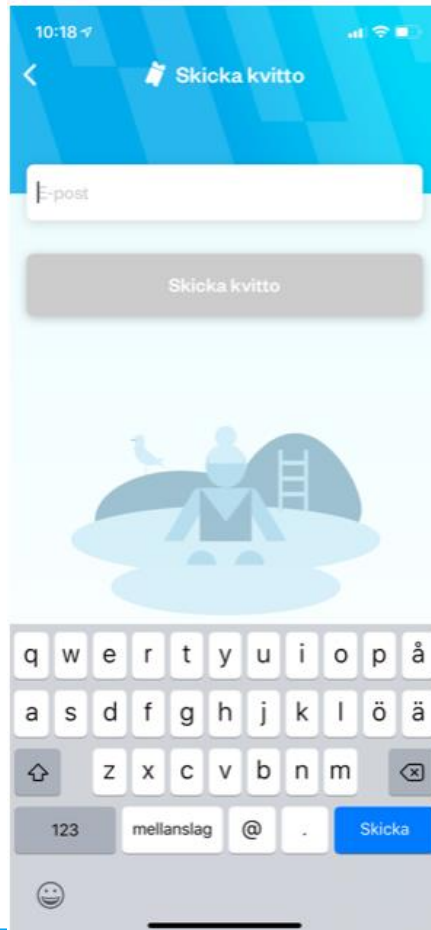 10:18
Skicka kvitto
E-post
Skicka kvitto
q w e r t y u i o p å
a s d f g h j k l ö ä
z x c v b n m
123 mellanslag @ . Skicka